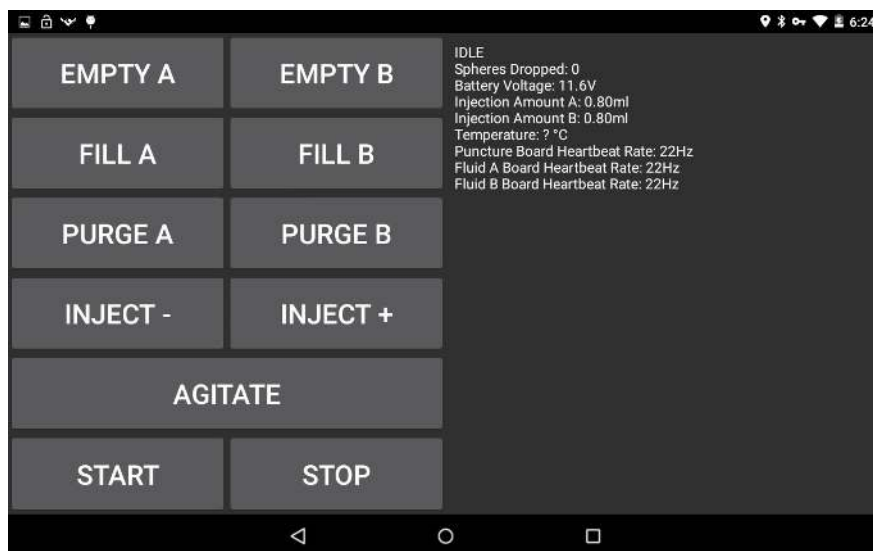 6:24
EMPTY A
EMPTY B
FILL A
FILL B
PURGE A
PURGE B
INJECT -
INJECT +
AGITATE
START
STOP
IDLE
Spheres Dropped: 0
Battery Voltage: 11.6V
Injection Amount A: 0.80ml
Injection Amount B: 0.80ml
Temperature: ? °C
Puncture Board Heartbeat Rate: 22Hz
Fluid A Board Heartbeat Rate: 22Hz
Fluid B Board Heartbeat Rate: 22Hz